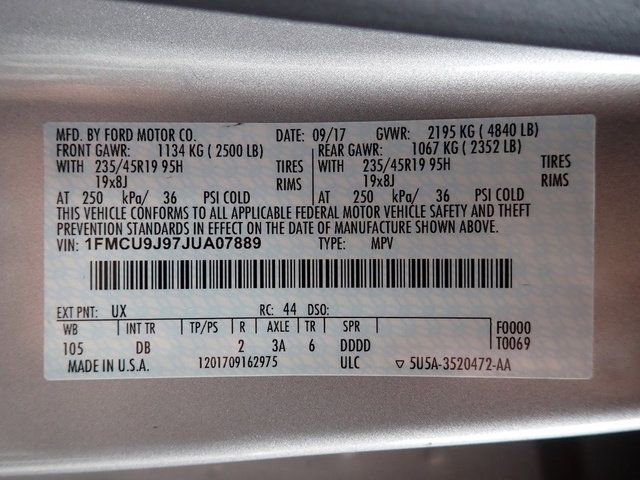 MFD. BY FORD MOTOR CO. DATE: 09/17 GVWR: 2195 KG ( 4840 LB)
FRONT GAWR: 1134 KG ( 2500 LB) REAR GAWR: 1067 KG ( 2352 LB)
WITH 235/45R19 95H TIRES WITH 235/45R19 95H TIRES
19x8J RIMS 19x8J RIMS
AT 250 kPa/ 36 PSI COLD AT 250 kPa/ 36 PSI COLD
THIS VEHICLE CONFORMS TO ALL APPLICABLE FEDERAL MOTOR VEHICLE SAFETY AND THEFT
PREVENTION STANDARDS IN EFFECT ON THE DATE OF MANUFACTURE SHOWN ABOVE.
VIN: 1FMCU9J97JUA07889 TYPE: MPV
EXT PNT: UX RC: 44 DSO:
WB INT TR TP/PS R AXLE TR SPR F0000
105 DB 2 3A 6 DDDD T0069
MADE IN U.S.A. 1201709162975 ULC ▽ 5U5A-3520472-AA